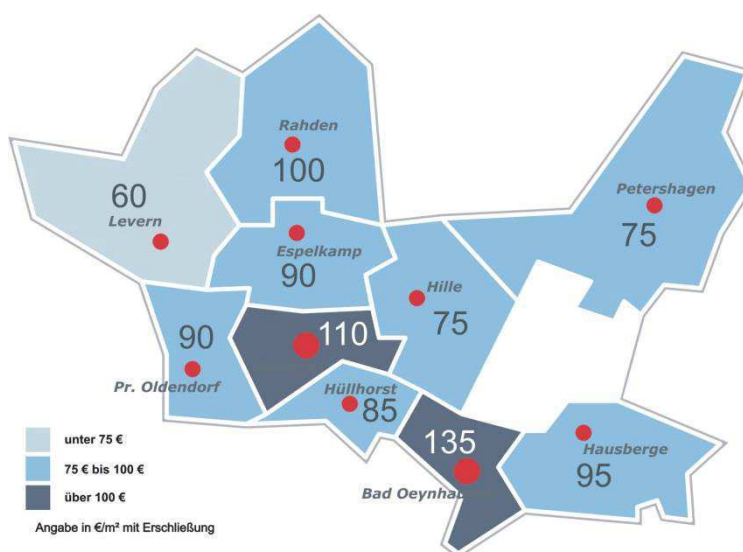 Rahden
100
60
Levern
Petershagen
75
Espelkamp
90
Hille
75
90
110
Pr. Oldendorf
Hüllhorst
85
135
Bad Oeynhau
Hausberge
95
unter 75 €
75 € bis 100 €
über 100 €
Angabe in €/m² mit Erschließung